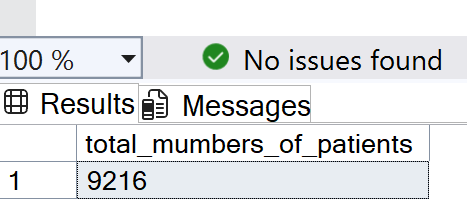 100 %
No issues found
Results Messages
total_mumbers_of_patients
1 9216